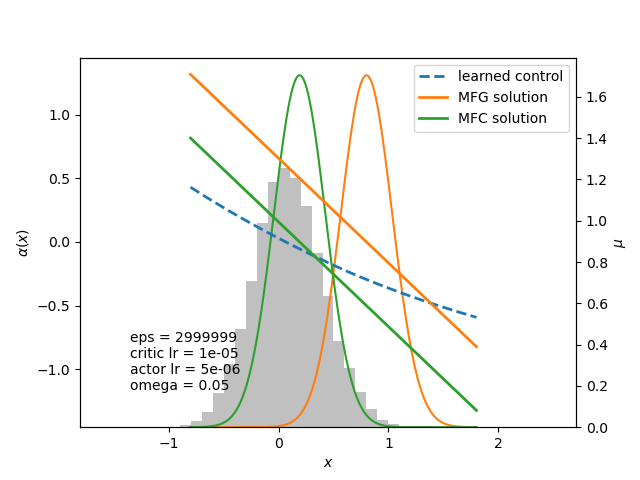 learned control
MFG solution
MFC solution
1.0
0.5
0.0
−0.5
−1.0
α(x)
1.6
1.4
1.2
1.0
0.8
0.6
0.4
0.2
0.0
μ
eps = 2999999
critic lr = 1e-05
actor lr = 5e-06
omega = 0.05
−1
0
1
2
x